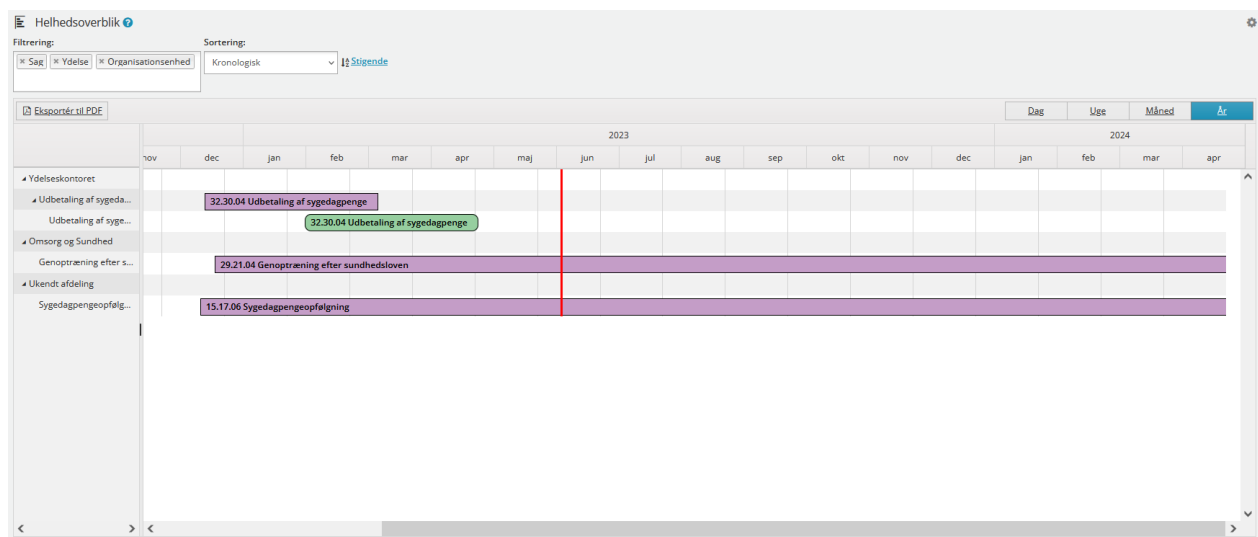 Helhedsoverblik
Filtrering: Sortering:
× Sag × Ydelse × Organisationsenhed Kronologisk Stigende
Eksportér til PDF Dag Uge Måned År
2023 2024
nov dec jan feb mar apr maj jun jul aug sep okt nov dec jan feb mar apr
Ydelseskontoret
Udbetaling af sygeda... 32.30.04 Udbetaling af sygedagpenge
Udbetaling af syge... 32.30.04 Udbetaling af sygedagpenge
Omsorg og Sundhed
Genoptræning efter s... 29.21.04 Genoptræning efter sundhedsloven
Ukendt afdeling
Sygedagpengeopfølg... 15.17.06 Sygedagpengeopfølgning